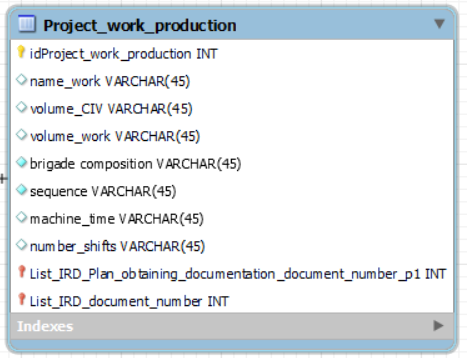 Project_work_production
idProject_work_production INT
name_work VARCHAR(45)
volume_CIV VARCHAR(45)
volume_work VARCHAR(45)
brigade composition VARCHAR(45)
sequence VARCHAR(45)
machine_time VARCHAR(45)
number_shifts VARCHAR(45)
List_IRD_Plan_obtaining_documentation_document_number_p1 INT
List_IRD_document_number INT
Indexes